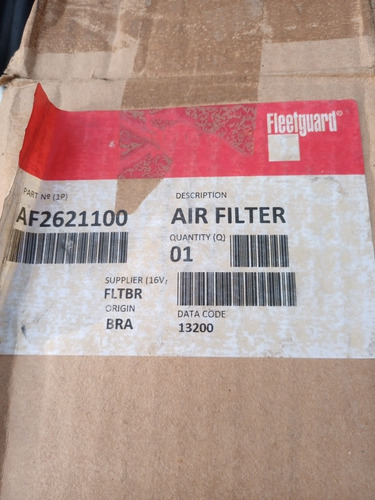 Fleetguard®
PART Nº (1P)
AF2621100
DESCRIPTION
AIR FILTER
QUANTITY (Q)
01
SUPPLIER (16V)
FLTBR
ORIGIN
BRA
DATA CODE
13200